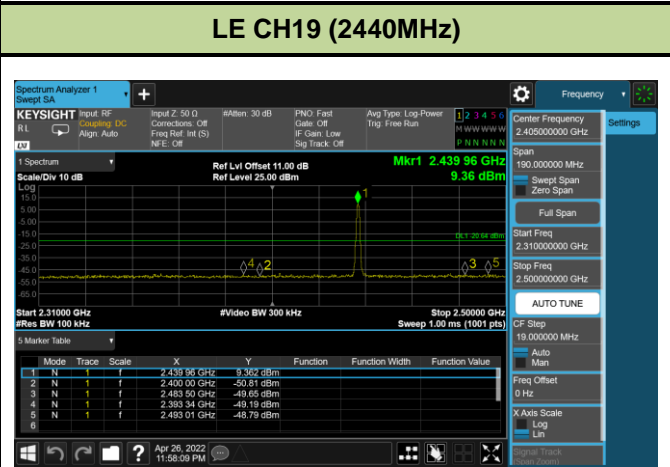 LE CH19 (2440MHz)
Spectrum Analyzer 1
Swept SA
+
Frequency
KEYSIGHT
RL
Input: RF
Coupling: DC
Align: Auto
Input Z: 50 Ω
Corrections: Off
Freq Ref: Int (S)
NFE: Off
#Atten: 30 dB
PNO: Fast
Gate: Off
IF Gain: Low
Sig Track: Off
Avg Type: Log-Power
Trig: Free Run
1 2 3 4 5 6
M W W W W W
P N N N N N
Center Frequency
2.405000000 GHz
Settings
Span
190.000000 MHz
Swept Span
Zero Span
Full Span
Start Freq
2.310000000 GHz
Stop Freq
2.500000000 GHz
AUTO TUNE
CF Step
19.000000 MHz
Auto
Man
Freq Offset
0 Hz
X Axis Scale
Log
Lin
Signal Track
(Span Zoom)
1 Spectrum
Scale/Div 10 dB
Ref Lvl Offset 11.00 dB
Ref Level 25.00 dBm
Mkr1 2.439 96 GHz
9.36 dBm
Log
15.0
5.00
-5.00
-15.0
-25.0
-35.0
-45.0
-55.0
-65.0
1
DL1 -20.64 dBm
4 2 3 5
Start 2.31000 GHz
#Video BW 300 kHz
Stop 2.50000 GHz
#Res BW 100 kHz
Sweep 1.00 ms (1001 pts)
5 Marker Table
Mode Trace Scale X Y Function Function Width Function Value
1 N 1 f 2.439 96 GHz 9.362 dBm
2 N 1 f 2.400 00 GHz -50.81 dBm
3 N 1 f 2.483 50 GHz -49.65 dBm
4 N 1 f 2.393 34 GHz -49.19 dBm
5 N 1 f 2.493 01 GHz -48.79 dBm
6
?
Apr 26, 2022
11:58:09 PM